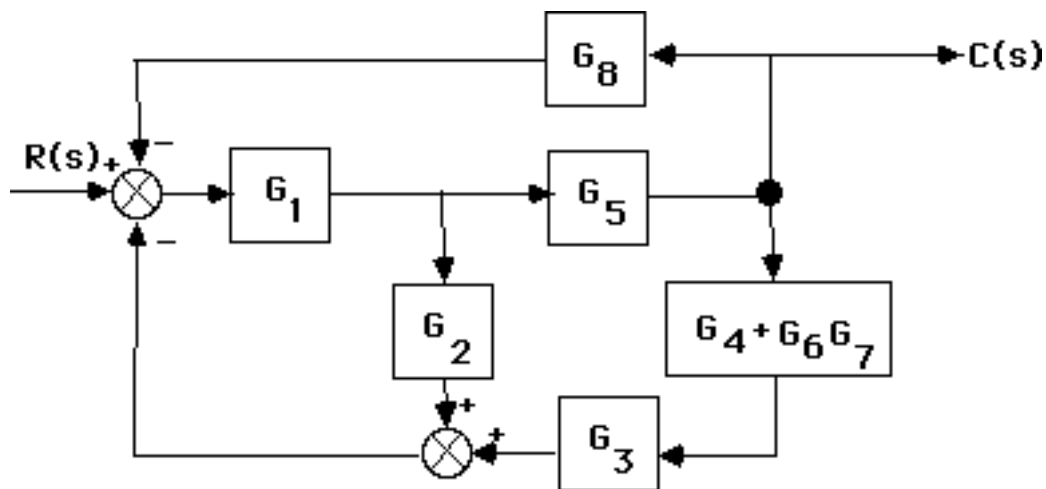 G8
C(s)
−
R(s) +
G1
G5
−
G2
G4 + G6G7
+
+
G3